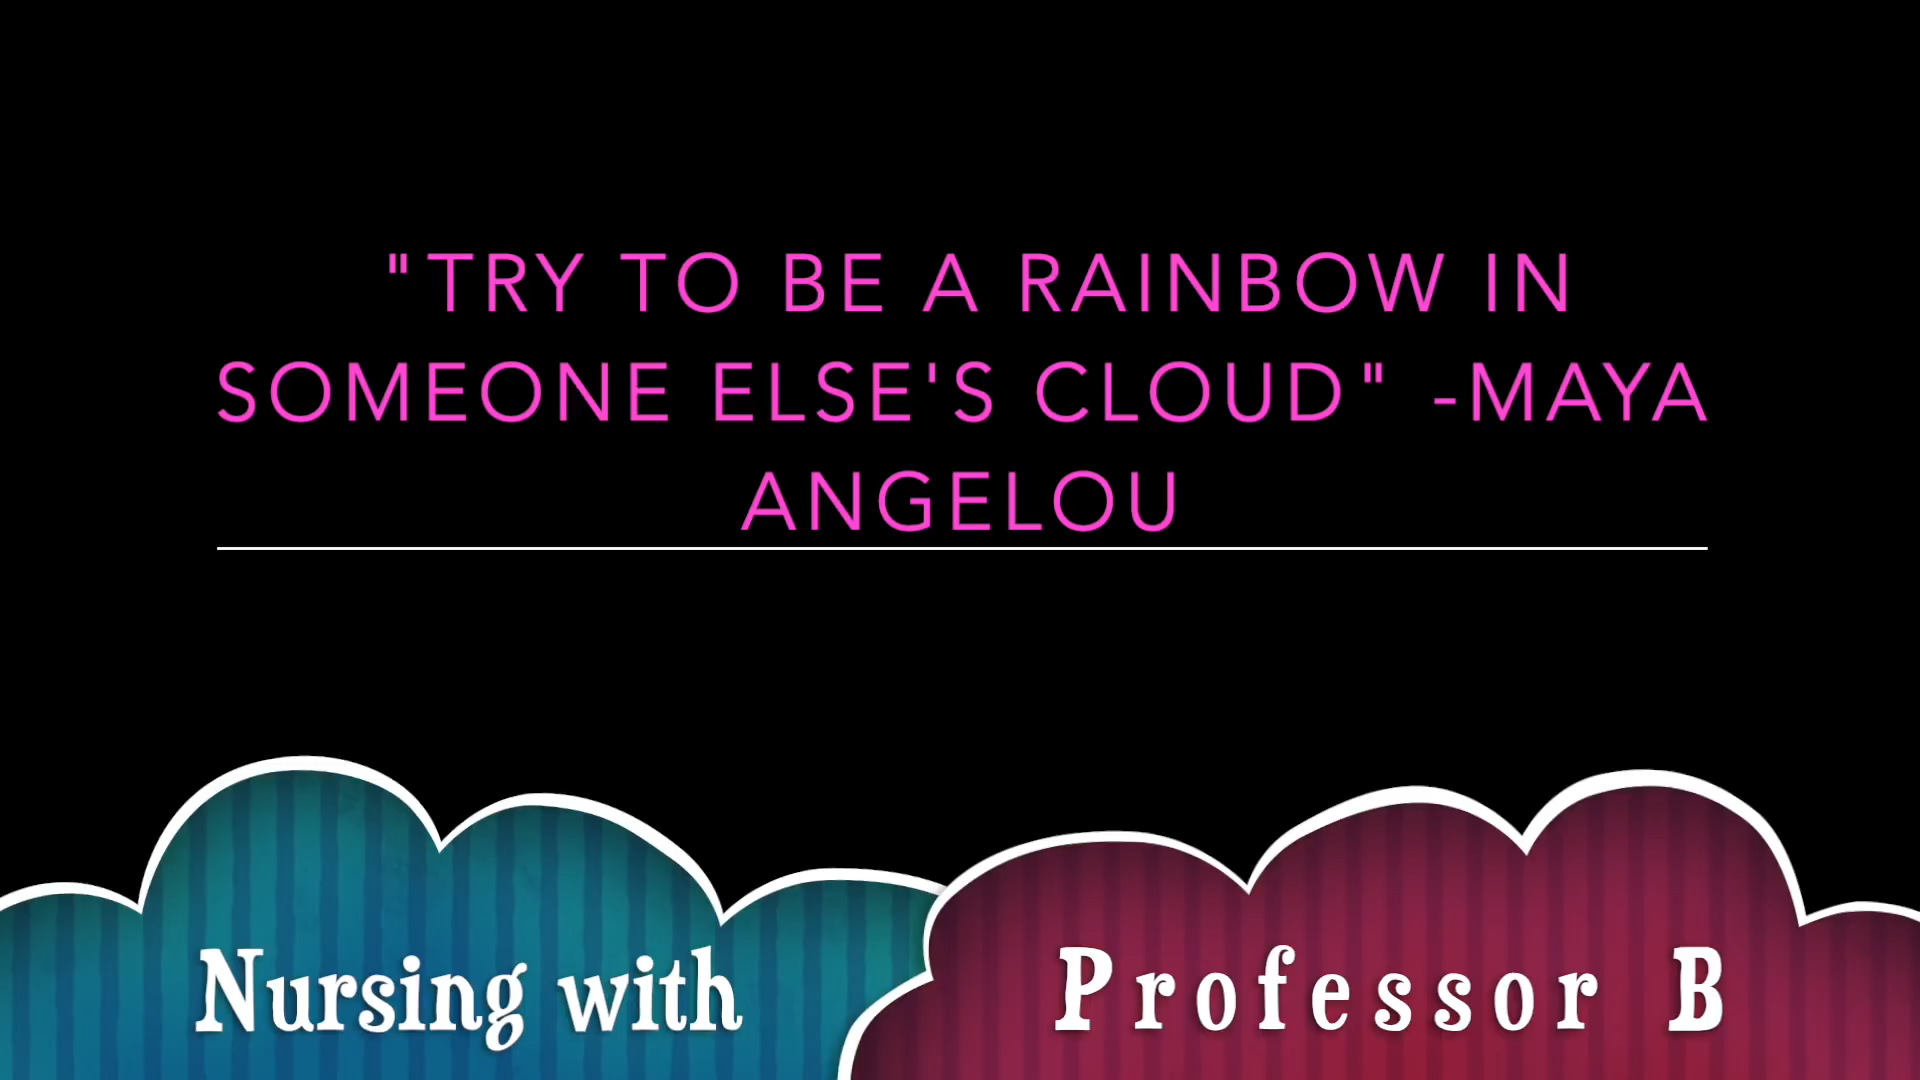 "TRY TO BE A RAINBOW IN
SOMEONE ELSE'S CLOUD" -MAYA
ANGELOU
Nursing with
Professor B